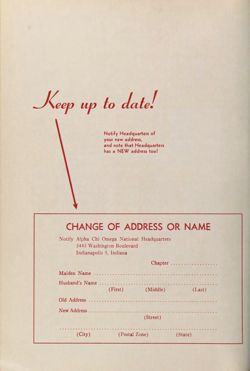 Keep up to date!
Notify Headquarters of
your new address,
and note that Headquarters
has a NEW address too!
CHANGE OF ADDRESS OR NAME
Notify Alpha Chi Omega National Headquarters
3445 Washington Boulevard
Indianapolis 5, Indiana
Chapter ....................
Maiden Name ........................................
Husband's Name ........................................
(First) (Middle) (Last)
Old Address ........................................
New Address ........................................
(Street)
........................................
(City) (Postal Zone) (State)